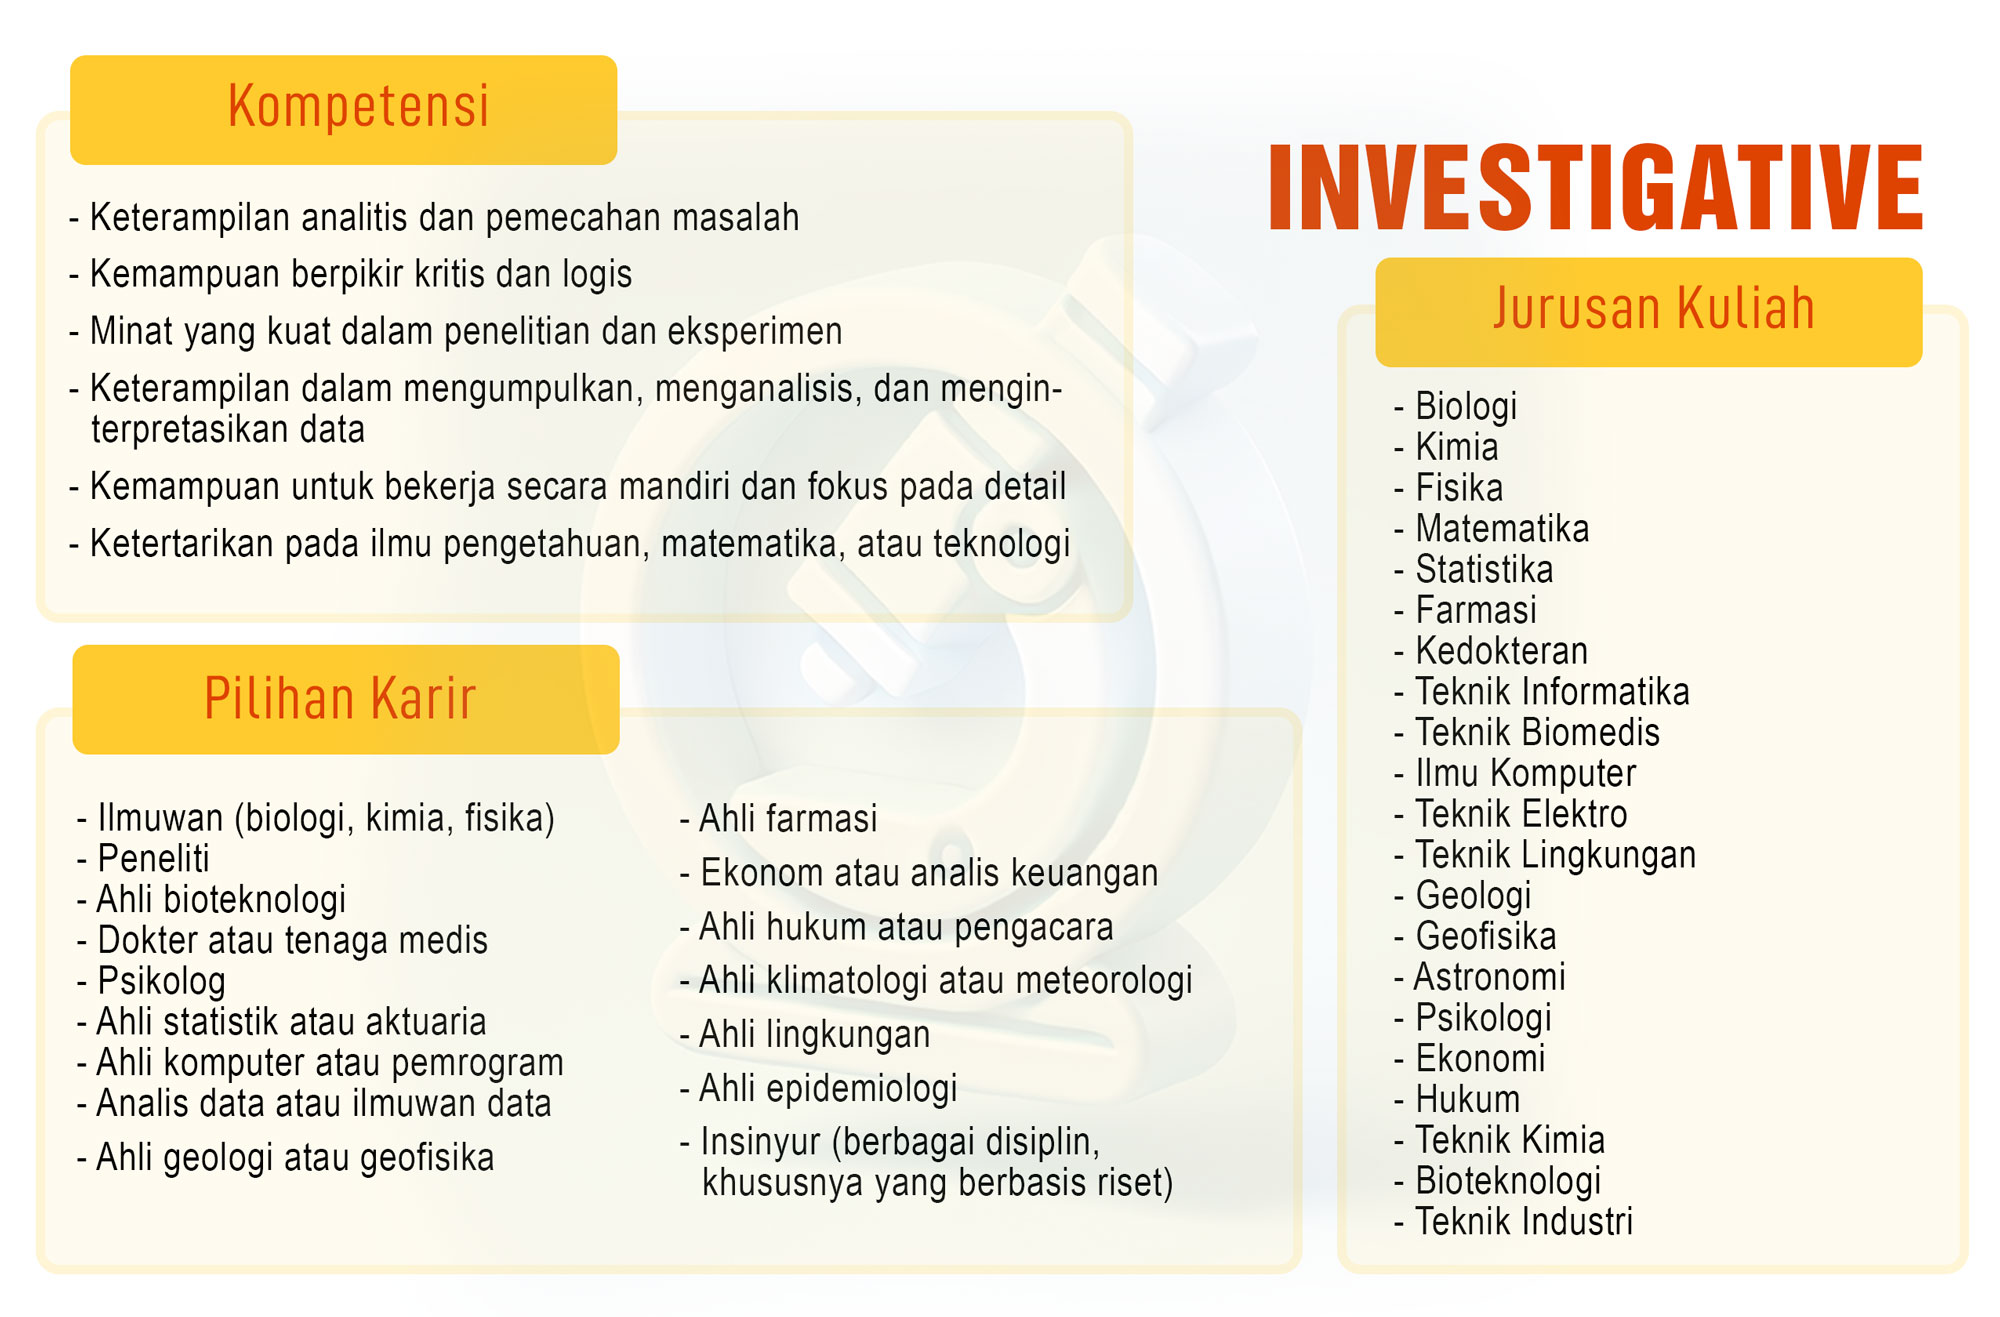 Kompetensi
- Keterampilan analitis dan pemecahan masalah
- Kemampuan berpikir kritis dan logis
- Minat yang kuat dalam penelitian dan eksperimen
- Keterampilan dalam mengumpulkan, menganalisis, dan mengin-
terpretasikan data
- Kemampuan untuk bekerja secara mandiri dan fokus pada detail
- Ketertarikan pada ilmu pengetahuan, matematika, atau teknologi
Pilihan Karir
- Ilmuwan (biologi, kimia, fisika)
- Peneliti
- Ahli bioteknologi
- Dokter atau tenaga medis
- Psikolog
- Ahli statistik atau aktuaria
- Ahli komputer atau pemrogram
- Analis data atau ilmuwan data
- Ahli geologi atau geofisika
- Ahli farmasi
- Ekonom atau analis keuangan
- Ahli hukum atau pengacara
- Ahli klimatologi atau meteorologi
- Ahli lingkungan
- Ahli epidemiologi
- Insinyur (berbagai disiplin,
khususnya yang berbasis riset)
INVESTIGATIVE
Jurusan Kuliah
- Biologi
- Kimia
- Fisika
- Matematika
- Statistika
- Farmasi
- Kedokteran
- Teknik Informatika
- Teknik Biomedis
- Ilmu Komputer
- Teknik Elektro
- Teknik Lingkungan
- Geologi
- Geofisika
- Astronomi
- Psikologi
- Ekonomi
- Hukum
- Teknik Kimia
- Bioteknologi
- Teknik Industri